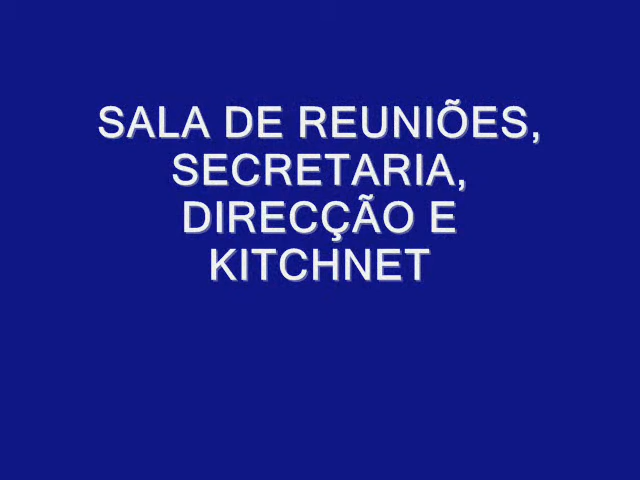 SALA DE REUNIÕES,
SECRETARIA,
DIRECÇÃO E
KITCHNET